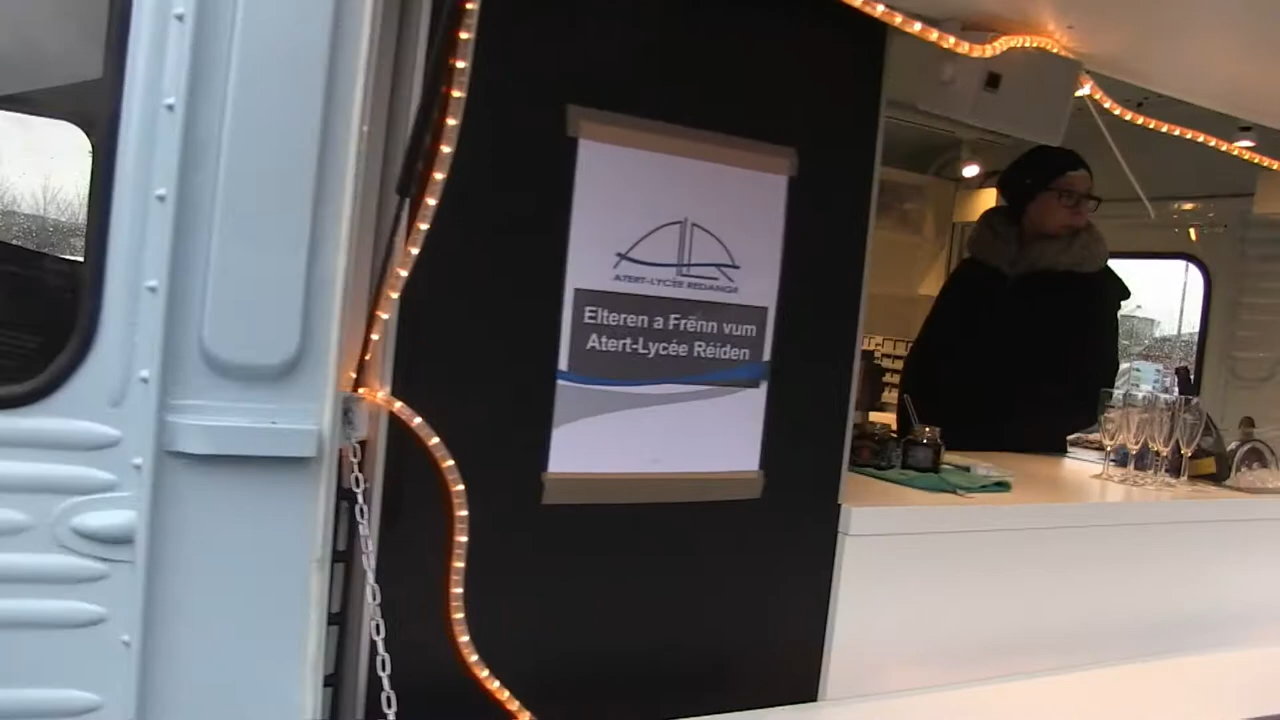 ATERT-LYCÉE REDANGE
Elteren a Frënn vum
Atert-Lycée Réiden